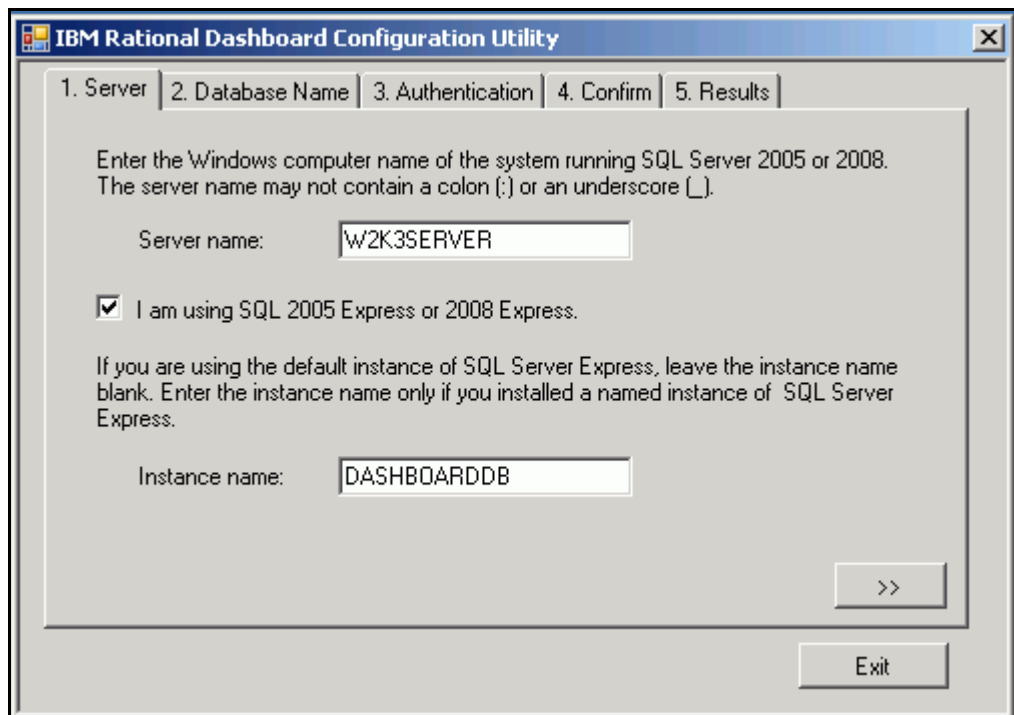 IBM Rational Dashboard Configuration Utility
1. Server 2. Database Name 3. Authentication 4. Confirm 5. Results
Enter the Windows computer name of the system running SQL Server 2005 or 2008.
The server name may not contain a colon (:) or an underscore (_).
Server name: W2K3SERVER
I am using SQL 2005 Express or 2008 Express.
If you are using the default instance of SQL Server Express, leave the instance name
blank. Enter the instance name only if you installed a named instance of SQL Server
Express.
Instance name: DASHBOARDDB
>>
Exit